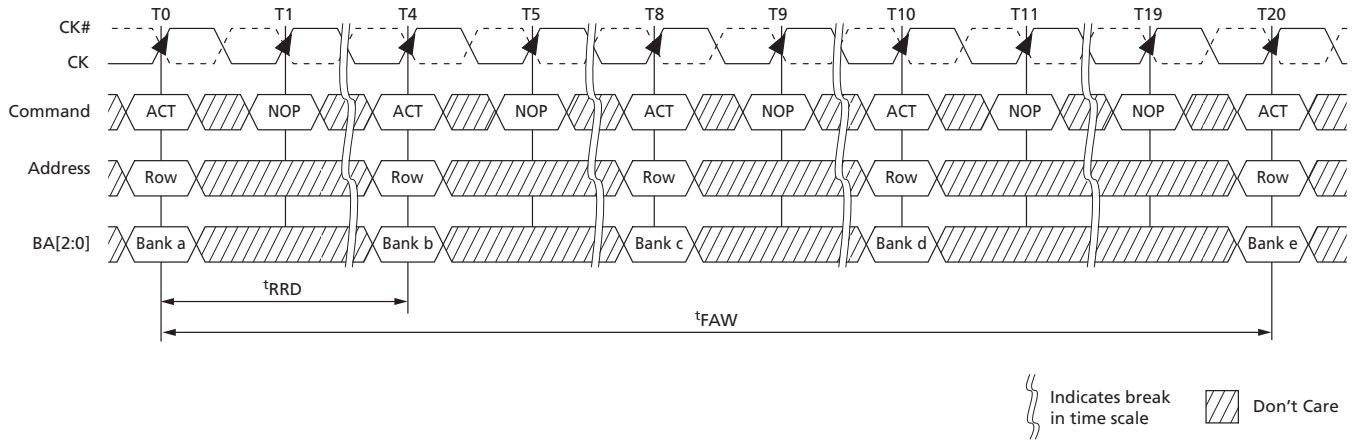 T0 T1 T4 T5 T8 T9 T10 T11 T19 T20
CK#
CK
Command ACT NOP ACT NOP ACT NOP ACT NOP NOP ACT
Address Row Row Row Row Row
BA[2:0] Bank a Bank b Bank c Bank d Bank e
tRRD
tFAW
Indicates break
in time scale
Don't Care